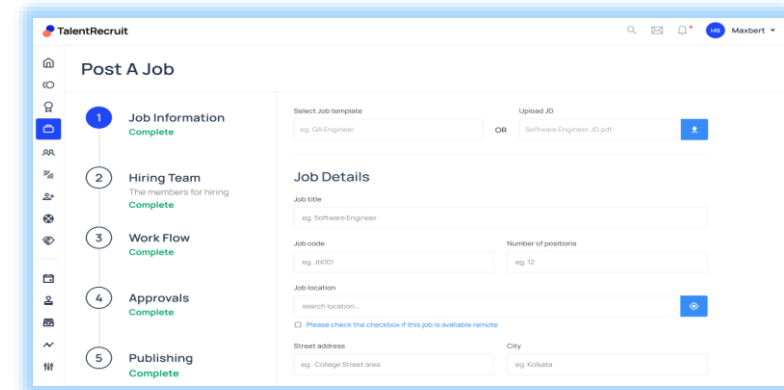 TalentRecruit
MB Maxbert
Post A Job
1 Job Information
Complete
2 Hiring Team
The members for hiring
Complete
3 Work Flow
Complete
4 Approvals
Complete
5 Publishing
Complete
Select Job template
eg. QA Engineer
OR
Upload JD
Software Engineer JD.pdf
Job Details
Job title
eg. Software Engineer
Job code
eg. Jb001
Number of positions
eg. 12
Job location
search location...
Please check the checkbox if this job is avaliable remote
Street address
eg. College Street area
City
eg. Kolkata